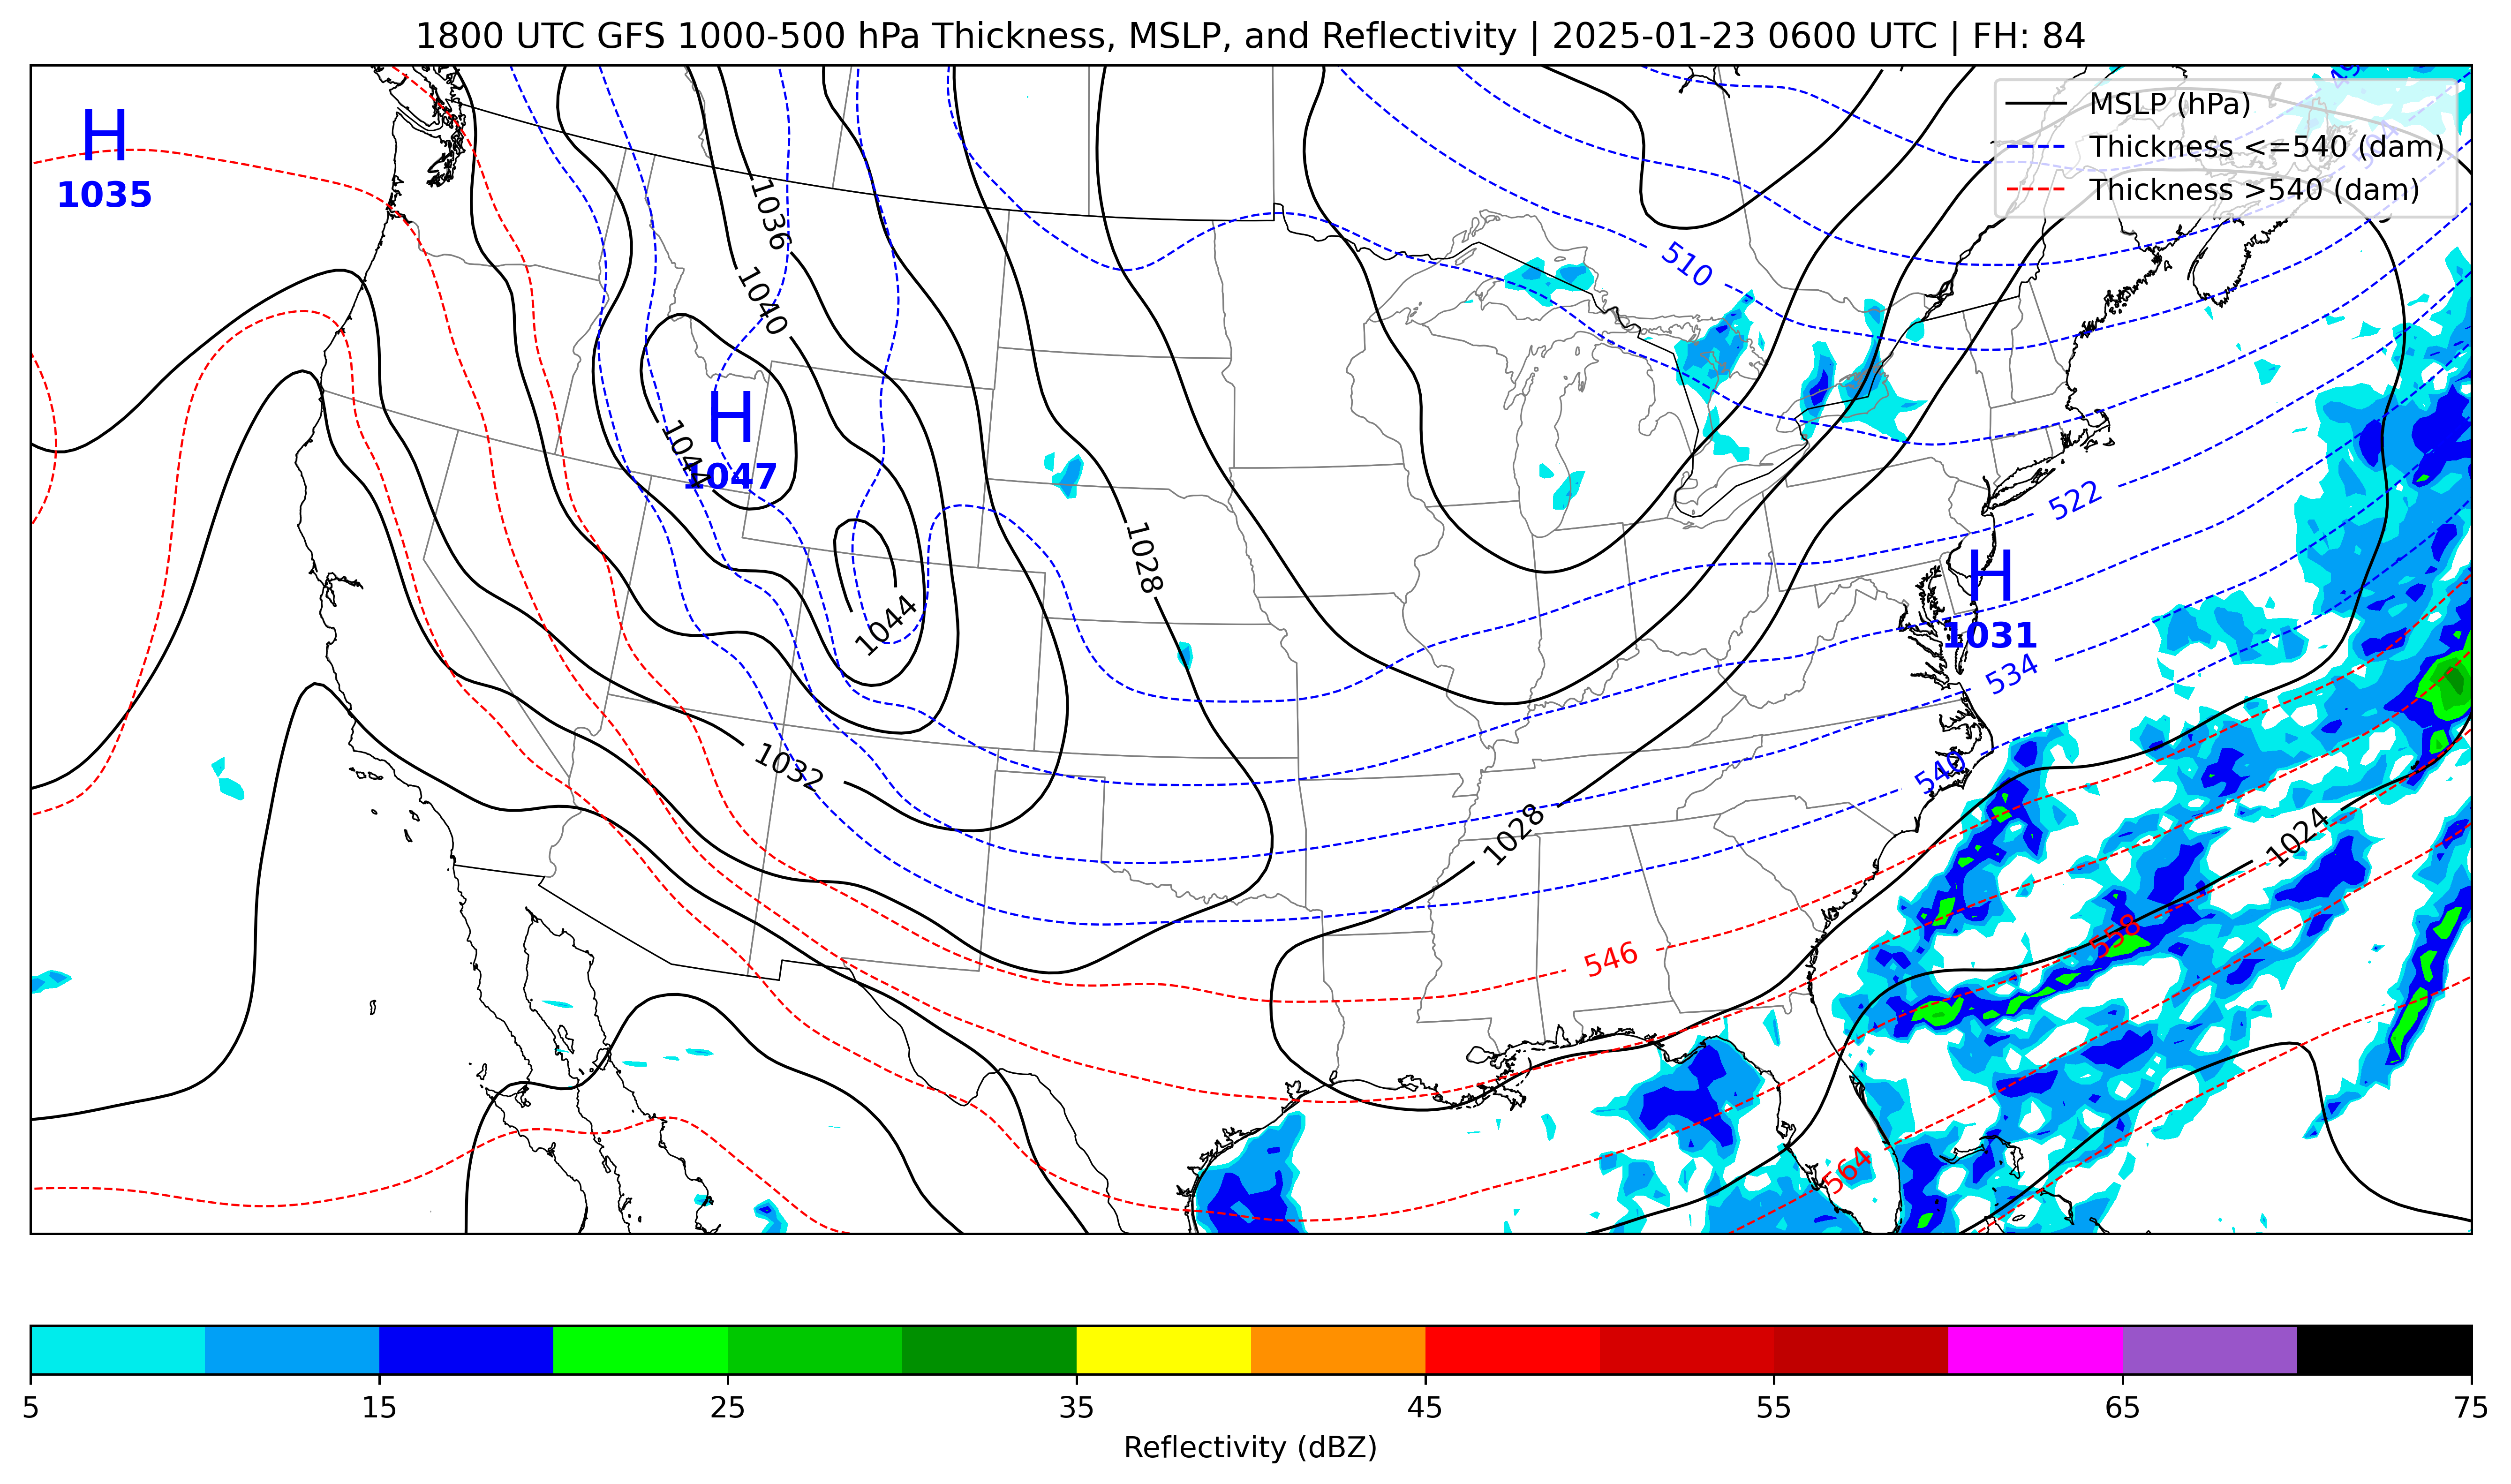 1800 UTC GFS 1000-500 hPa Thickness, MSLP, and Reflectivity | 2025-01-23 0600 UTC | FH: 84
MSLP (hPa)
Thickness <=540 (dam)
Thickness >540 (dam)
H
1035
1036
510
1040
H
1047
1044
522
1028
H
1031
1044
534
1032
540
1028
1024
558
546
564
5 15 25 35 45 55 65 75
Reflectivity (dBZ)